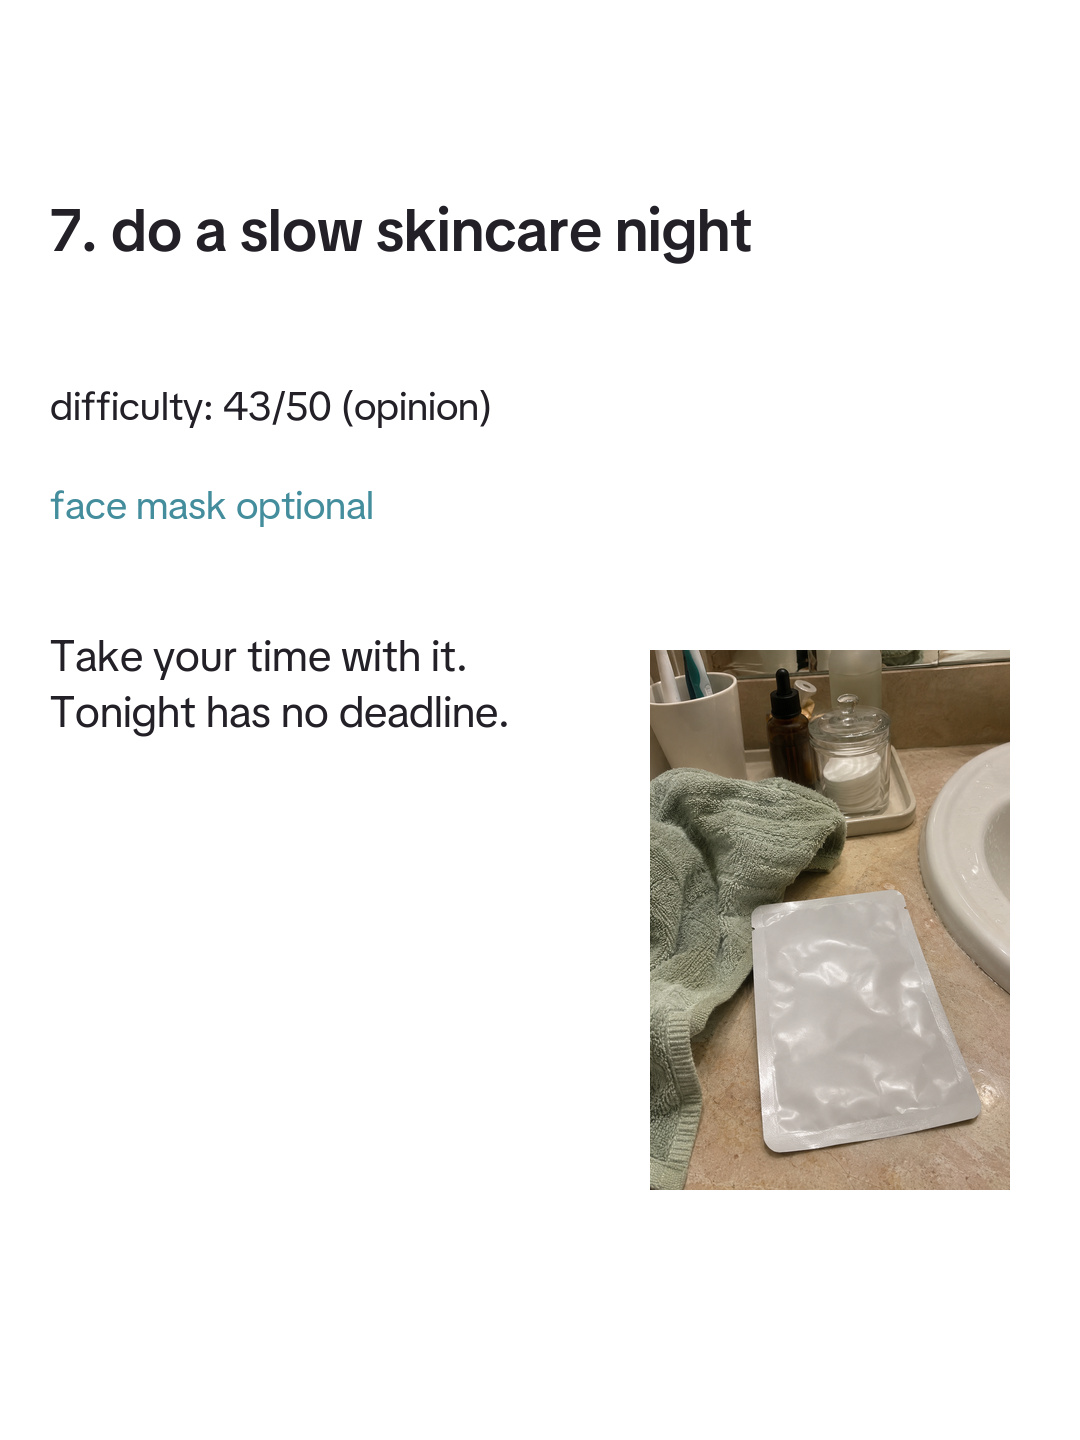 7. do a slow skincare night
difficulty: 43/50 (opinion)
face mask optional
Take your time with it.
Tonight has no deadline.